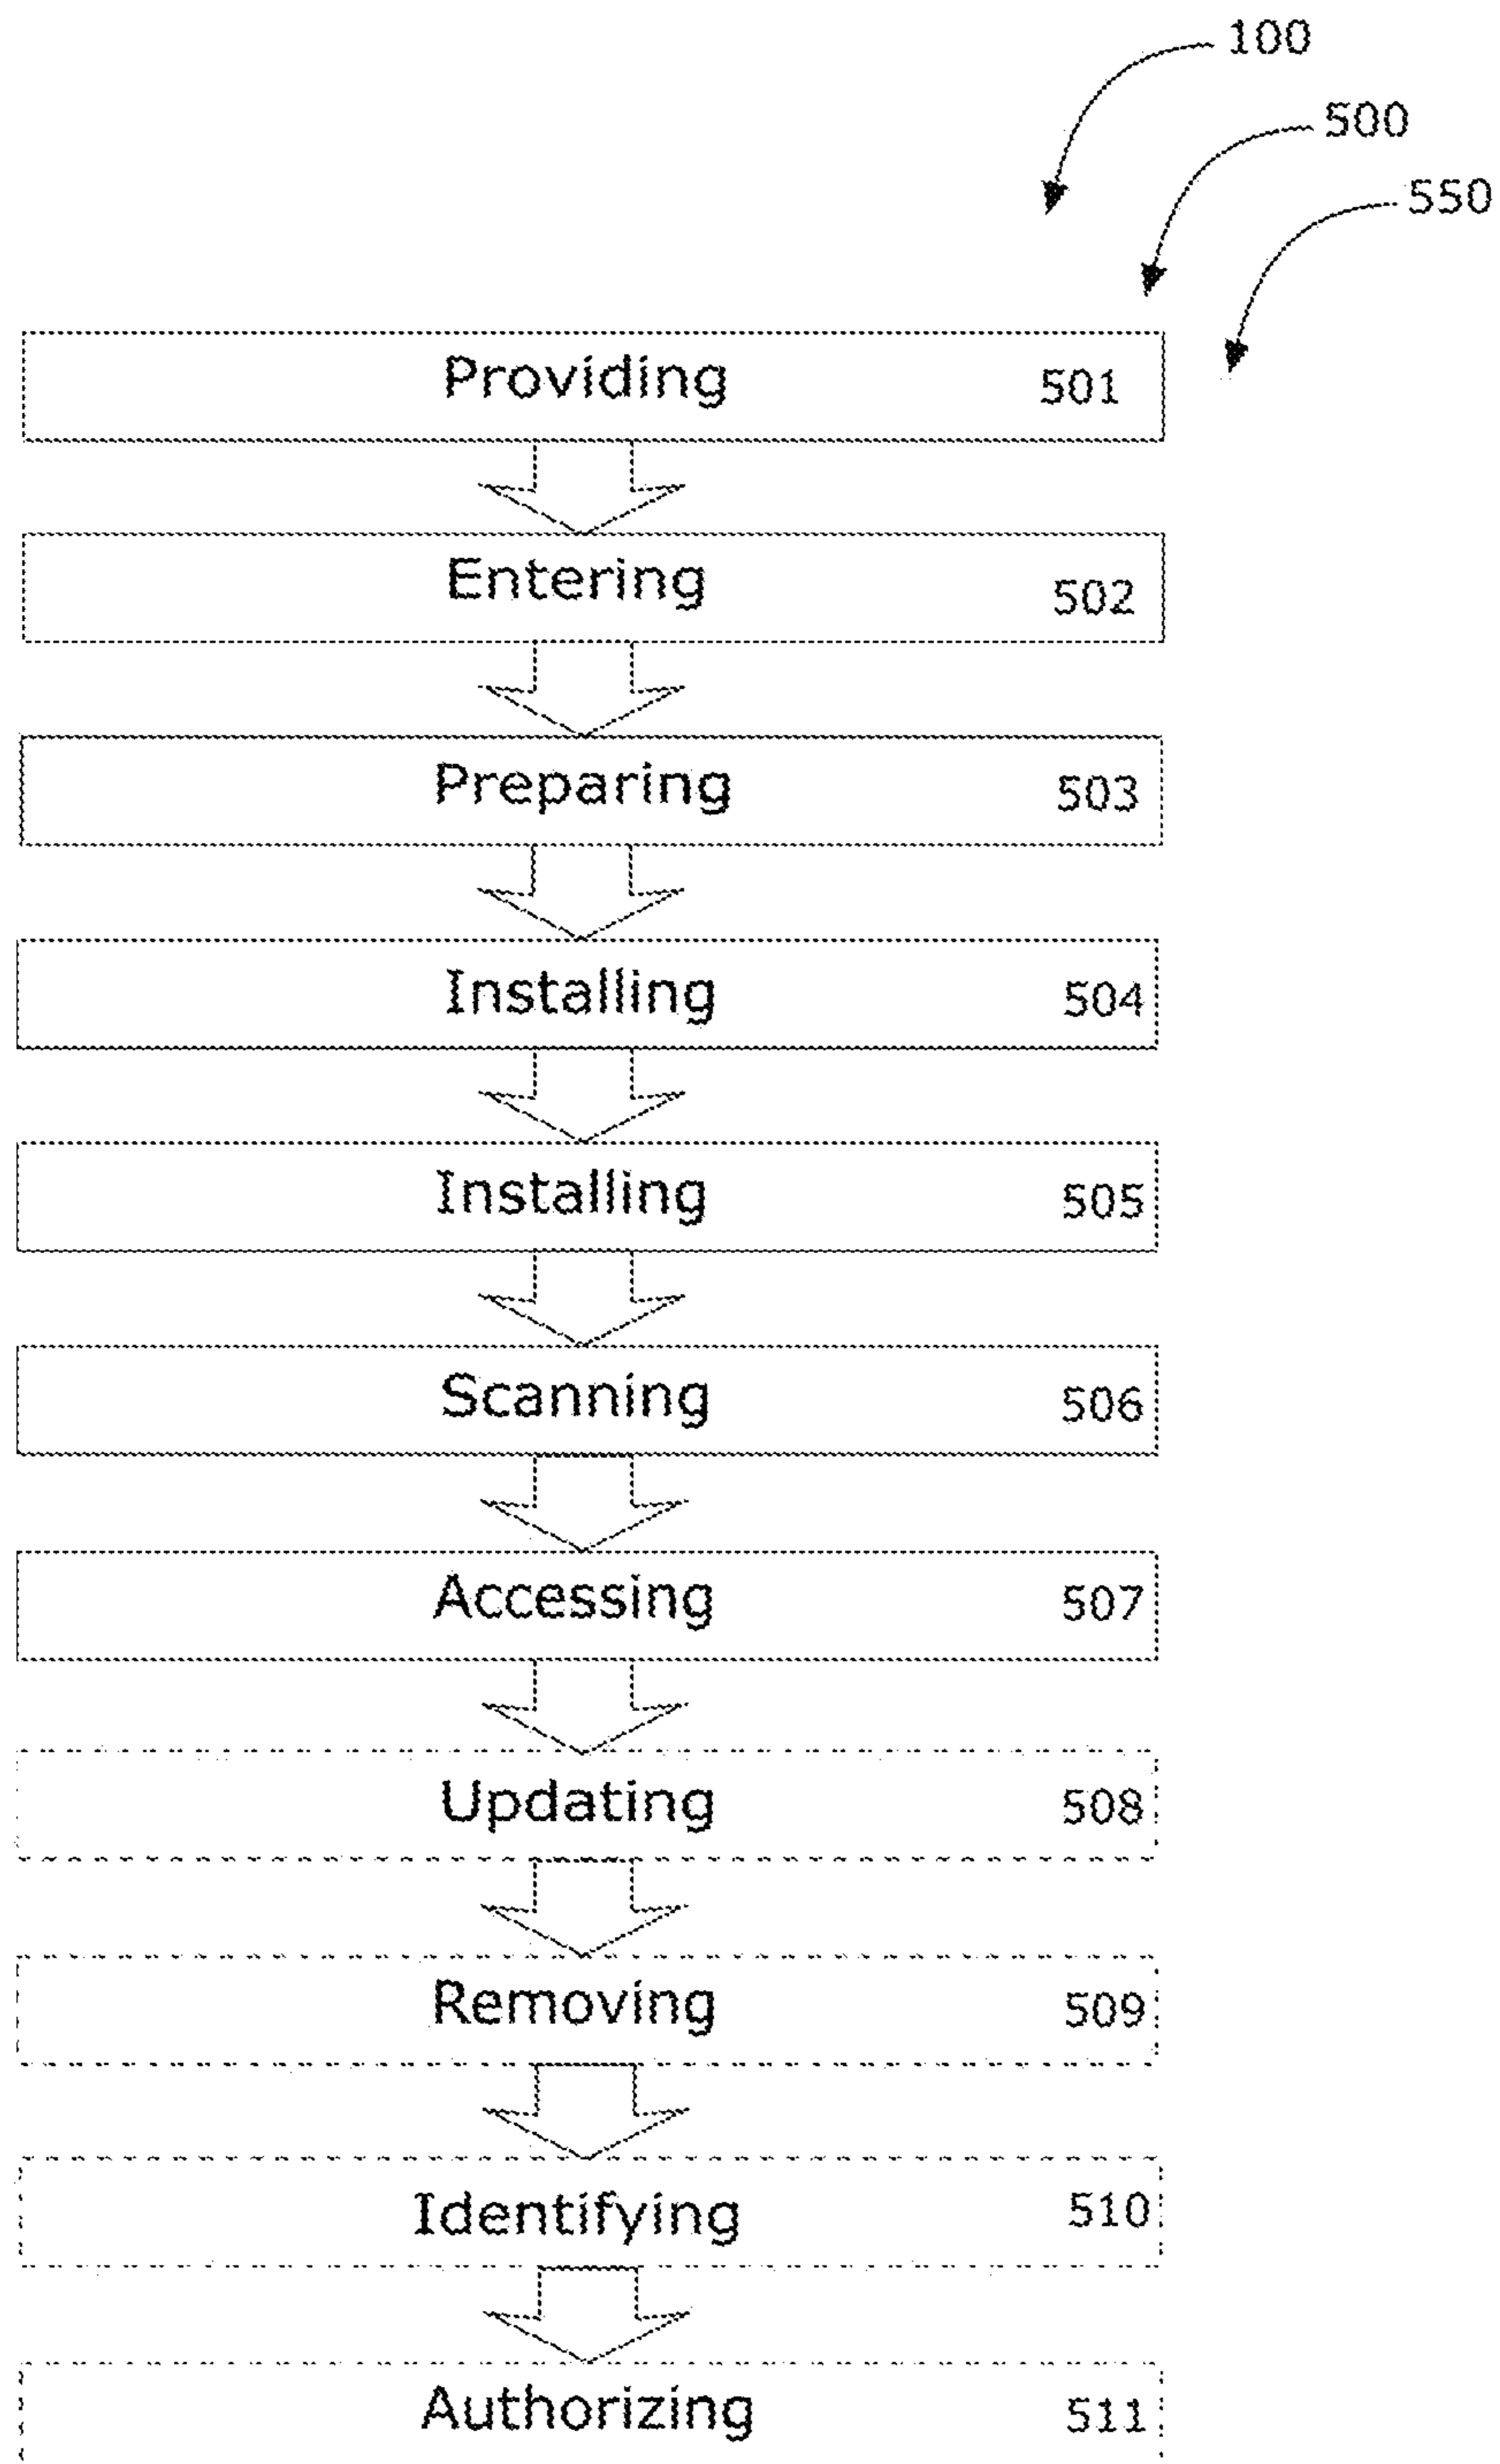 100
500
550
Providing 501
Entering 502
Preparing 503
Installing 504
Installing 505
Scanning 506
Accessing 507
Updating 508
Removing 509
Identifying 510
Authorizing 511